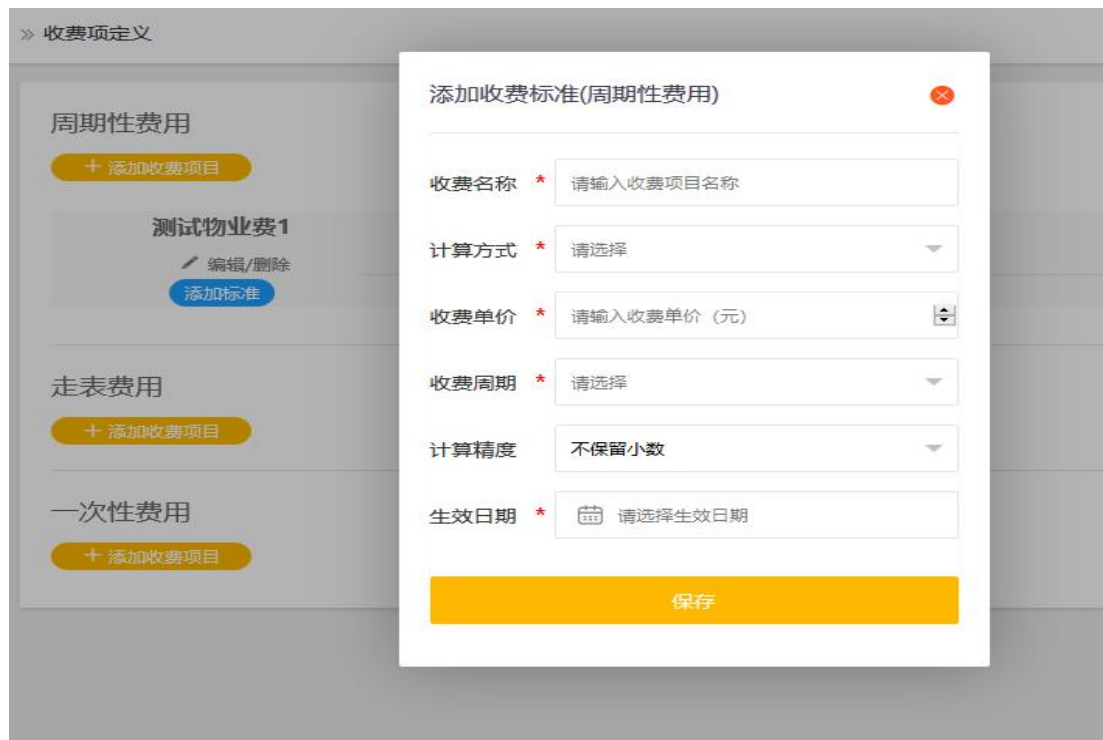 » 收费项定义
周期性费用
+ 添加收费项目
测试物业费1
编辑/删除
添加标准
走表费用
+ 添加收费项目
一次性费用
+ 添加收费项目
添加收费标准(周期性费用)
收费名称 * 请输入收费项目名称
计算方式 * 请选择
收费单价 * 请输入收费单价（元）
收费周期 * 请选择
计算精度 不保留小数
生效日期 * 请选择生效日期
保存